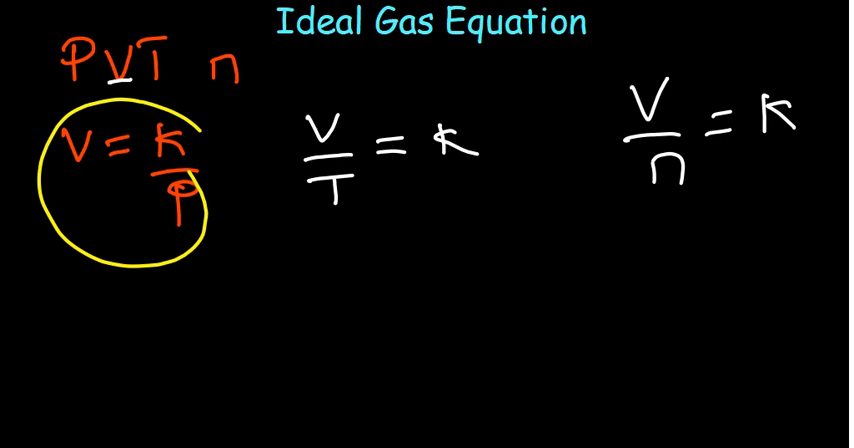 Ideal Gas Equation
PVT n
V = K/P
V/T = K
V/n = K